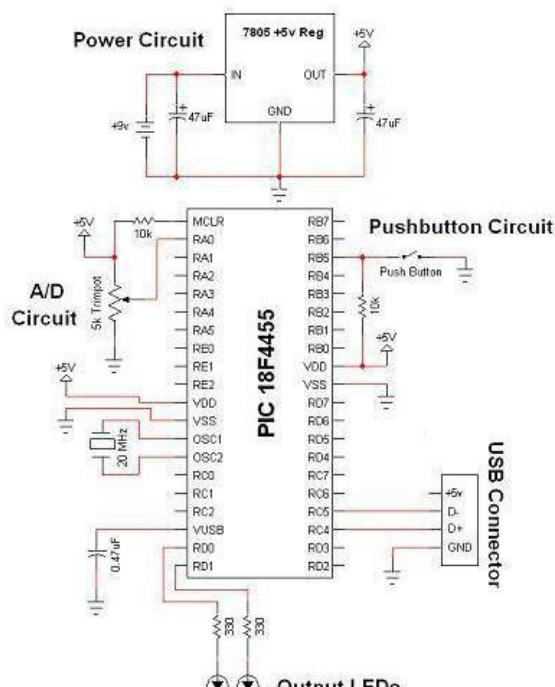 Power Circuit
7805 +5v Reg
+5V
IN
OUT
GND
+9v
47uF
47uF
+5V
10k
A/D
Circuit
5k Trimpot
+5V
20 MHz
0.47uF
MCLR
RA0
RA1
RA2
RA3
RA4
RA5
RE0
RE1
RE2
VDD
VSS
OSC1
OSC2
RC0
RC1
RC2
VUSB
RD0
RD1
PIC 18F4455
RB7
RB6
RB5
RB4
RB3
RB2
RB1
RB0
VDD
VSS
RD7
RD6
RD5
RD4
RC7
RC6
RC5
RC4
RD3
RD2
Pushbutton Circuit
Push Button
10k
+5V
USB Connector
+5v
D-
D+
GND
330
330
Output LEDs